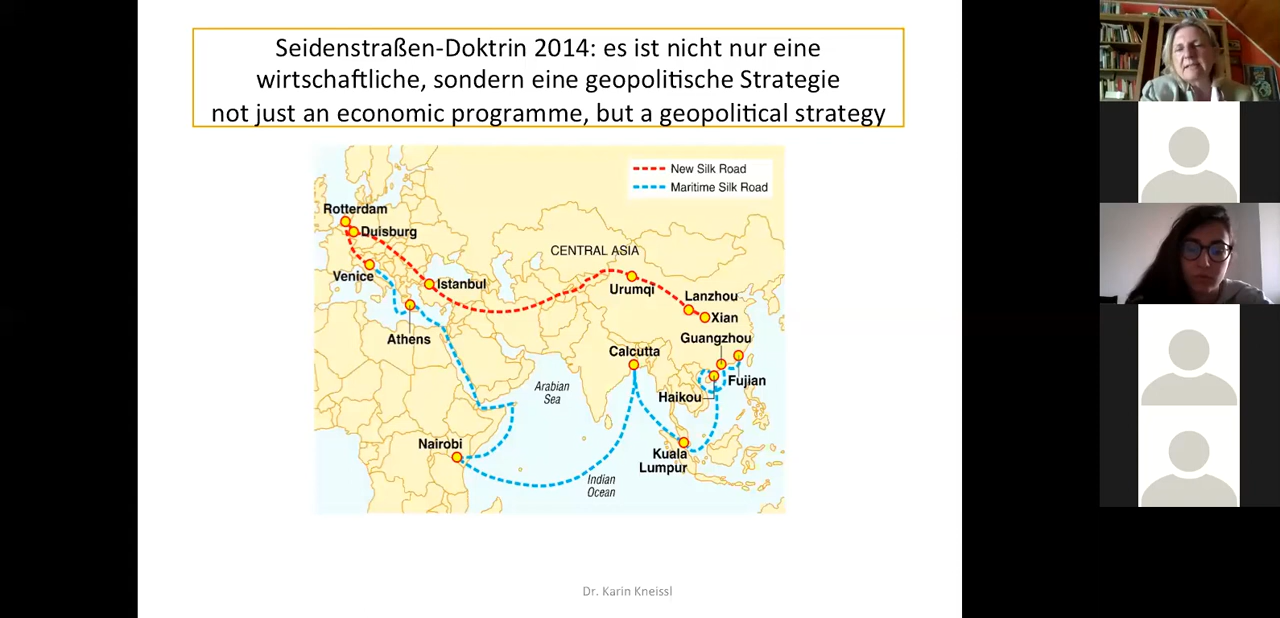 Seidenstraßen-Doktrin 2014: es ist nicht nur eine
wirtschaftliche, sondern eine geopolitische Strategie
not just an economic programme, but a geopolitical strategy
New Silk Road
Maritime Silk Road
Rotterdam
Duisburg
CENTRAL ASIA
Venice
Istanbul
Urumqi
Lanzhou
Xian
Athens
Guangzhou
Calcutta
Fujian
Arabian
Sea
Haikou
Nairobi
Kuala
Lumpur
Indian
Ocean
Dr. Karin Kneissl